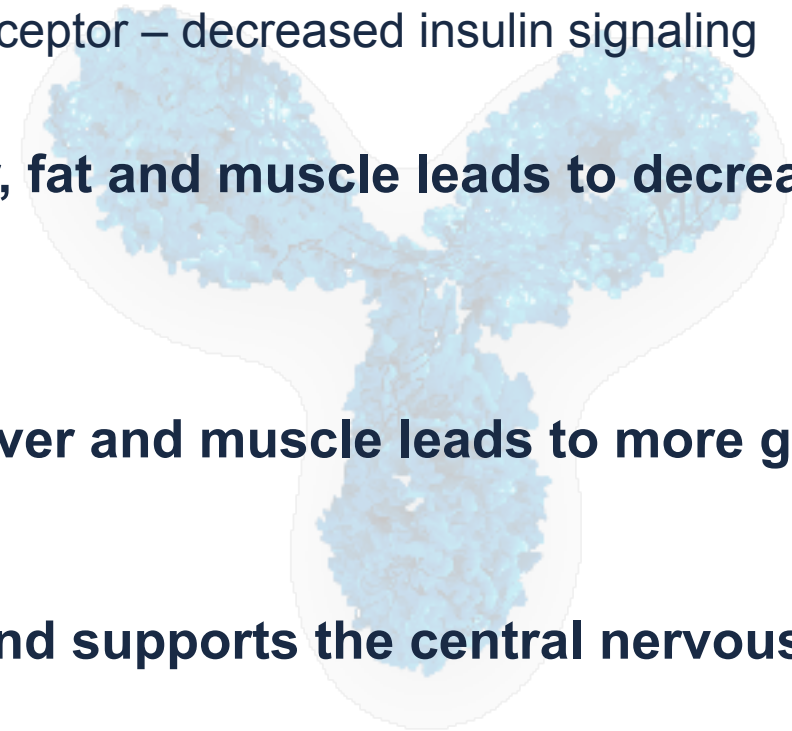 ceptor – decreased insulin signaling
, fat and muscle leads to decrea
ver and muscle leads to more g
nd supports the central nervous